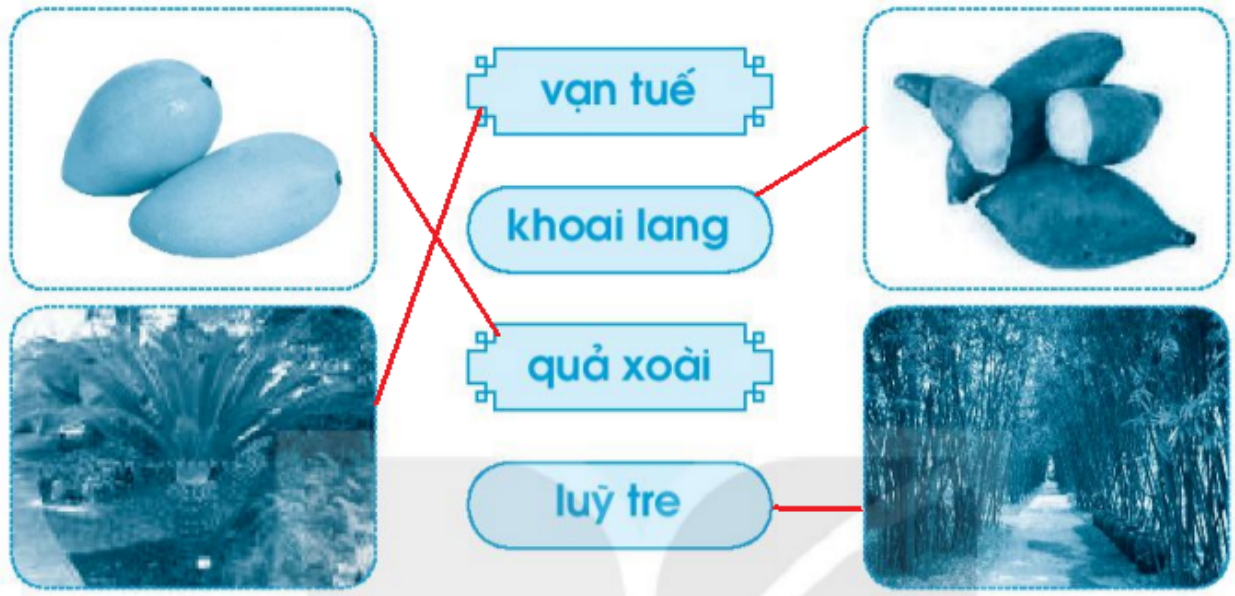 vạn tuế
khoai lang
quả xoài
luỹ tre